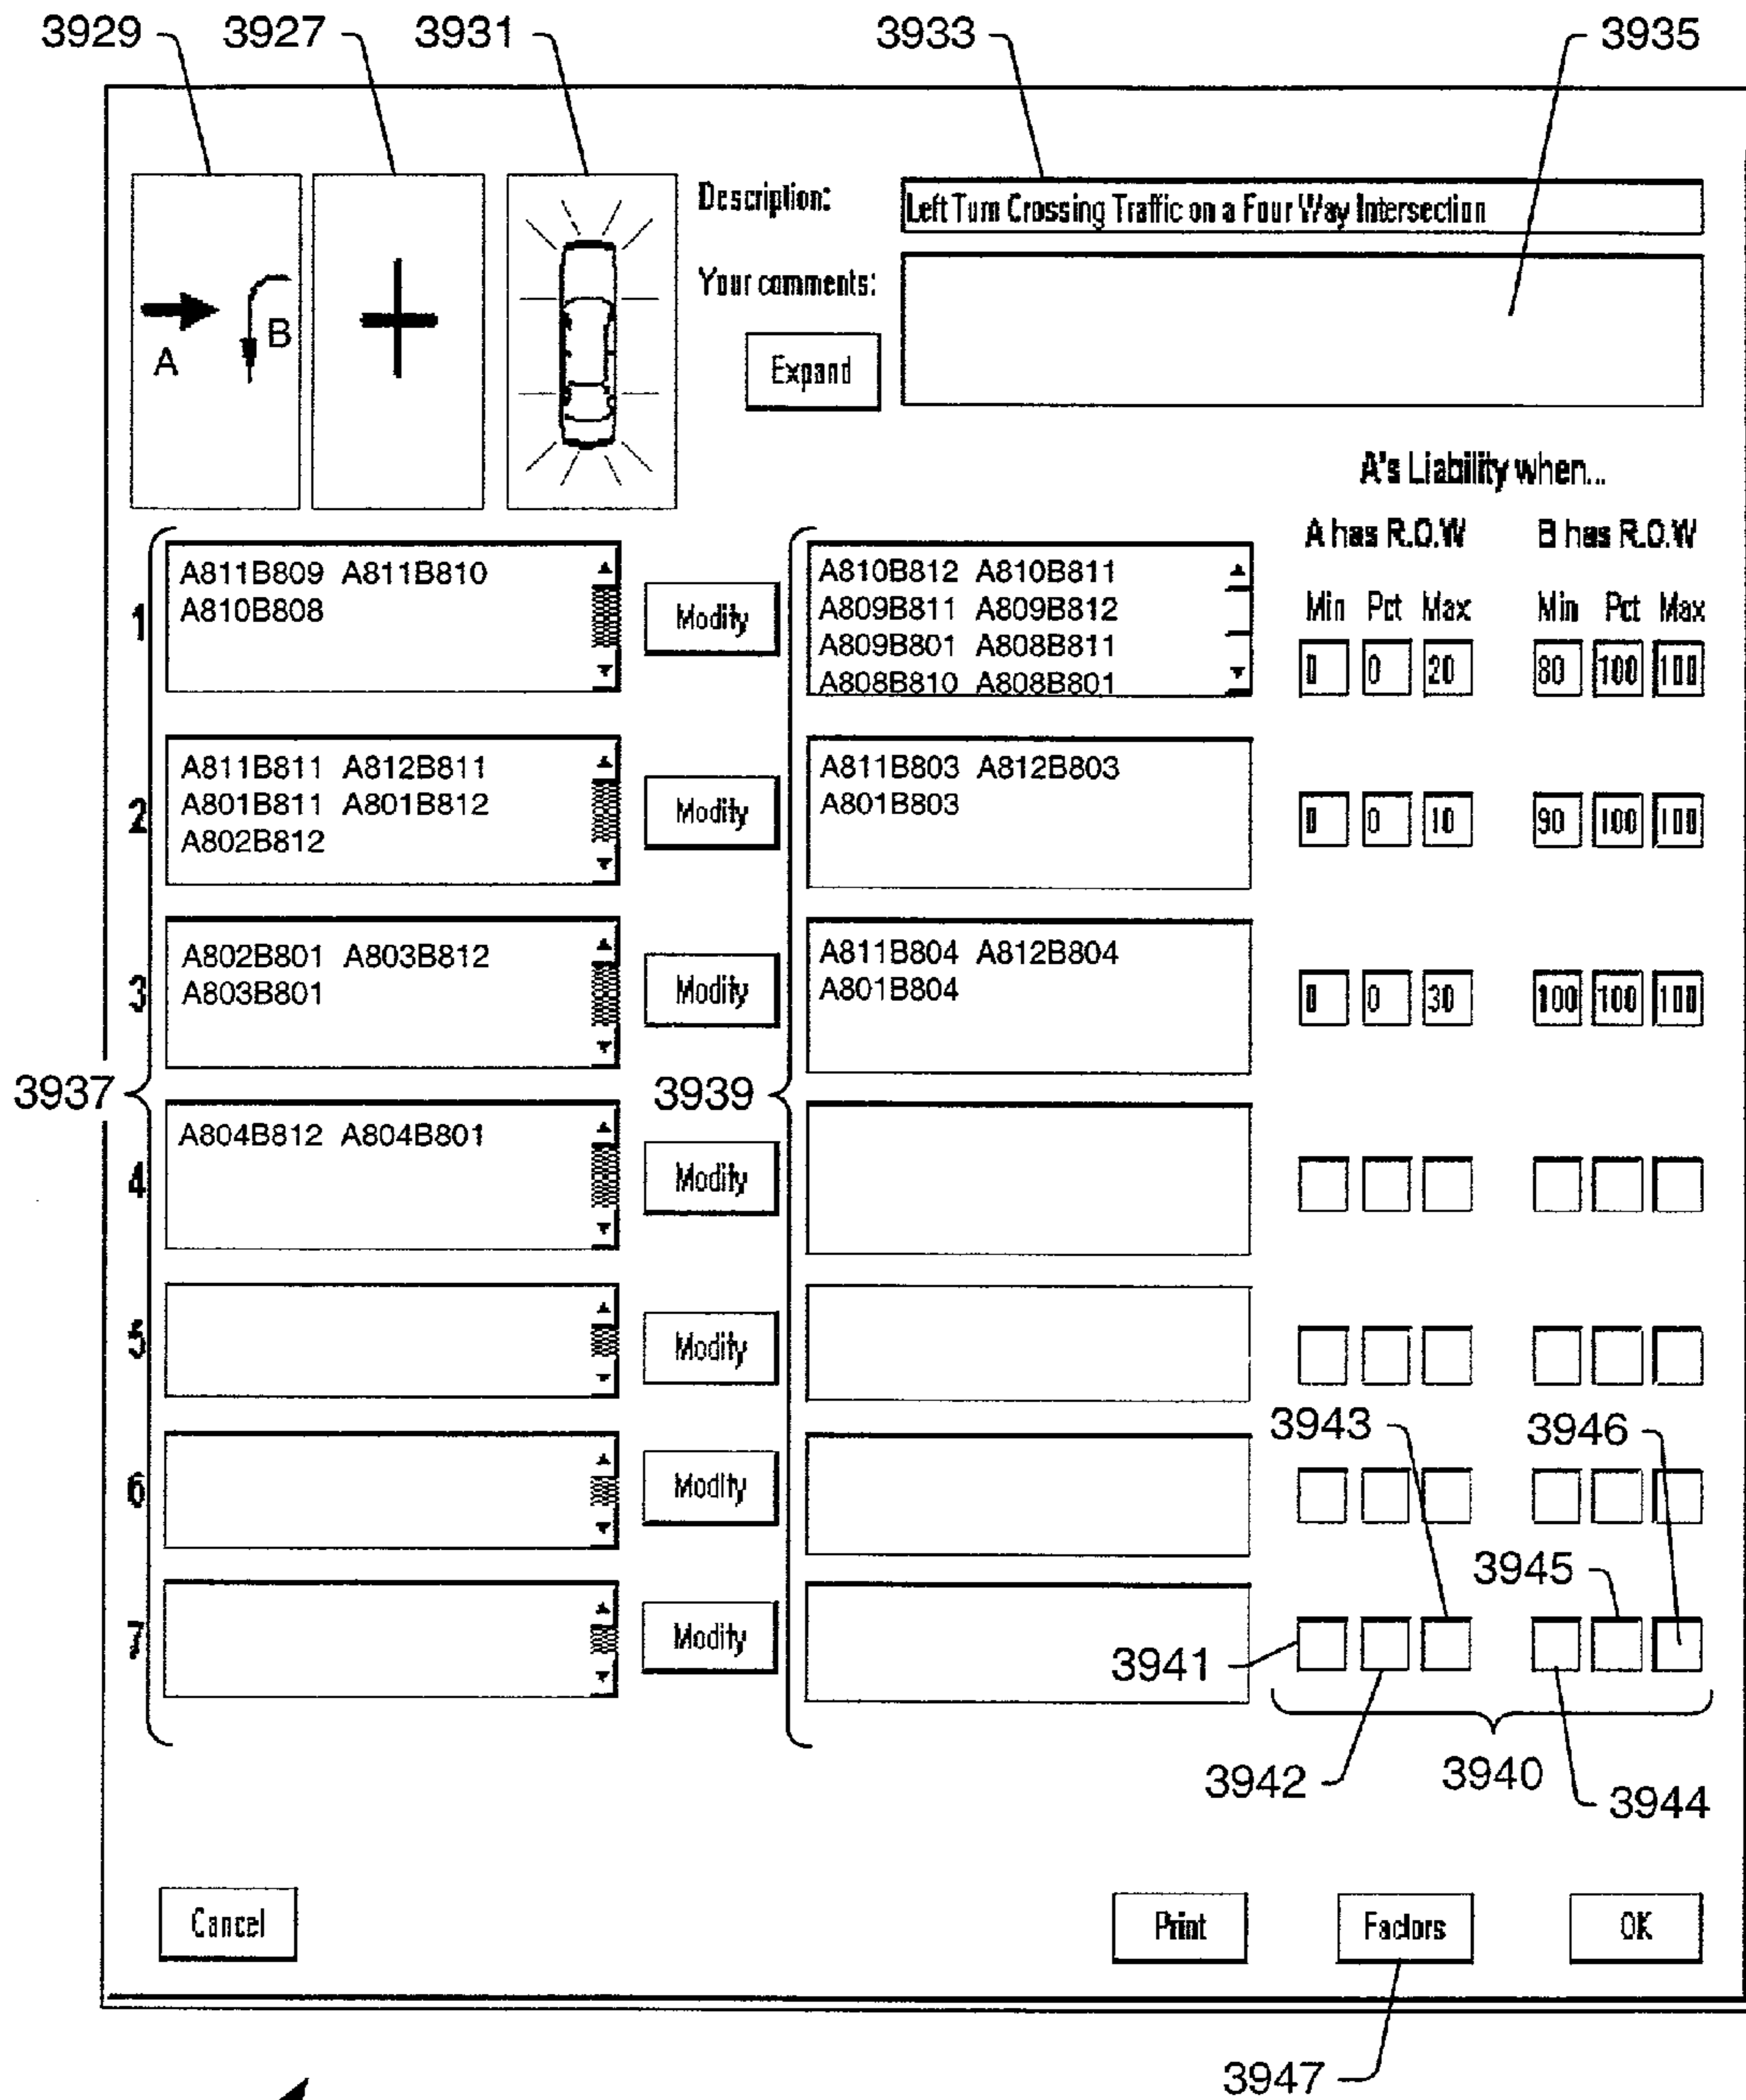 3929 3927 3931 3933 3935
Description: Left Turn Crossing Traffic on a Four Way Intersection
Your comments:
A B
Expand
A's Liability when...
A has R.O.W B has R.O.W
Min Pct Max Min Pct Max
1 A811B809 A811B810
A810B808
Modify
A810B812 A810B811
A809B811 A809B812
A809B801 A808B811
A808B810 A808B801
0 0 20 80 100 100
2 A811B811 A812B811
A801B811 A801B812
A802B812
Modify
A811B803 A812B803
A801B803
0 0 10 90 100 100
3 A802B801 A803B812
A803B801
Modify
A811B804 A812B804
A801B804
0 0 30 100 100 100
3937 3939
4 A804B812 A804B801
Modify
5 Modify
3943 3946
6 Modify
3945
7 Modify
3941
3942 3940 3944
Cancel Print Factors OK
3947